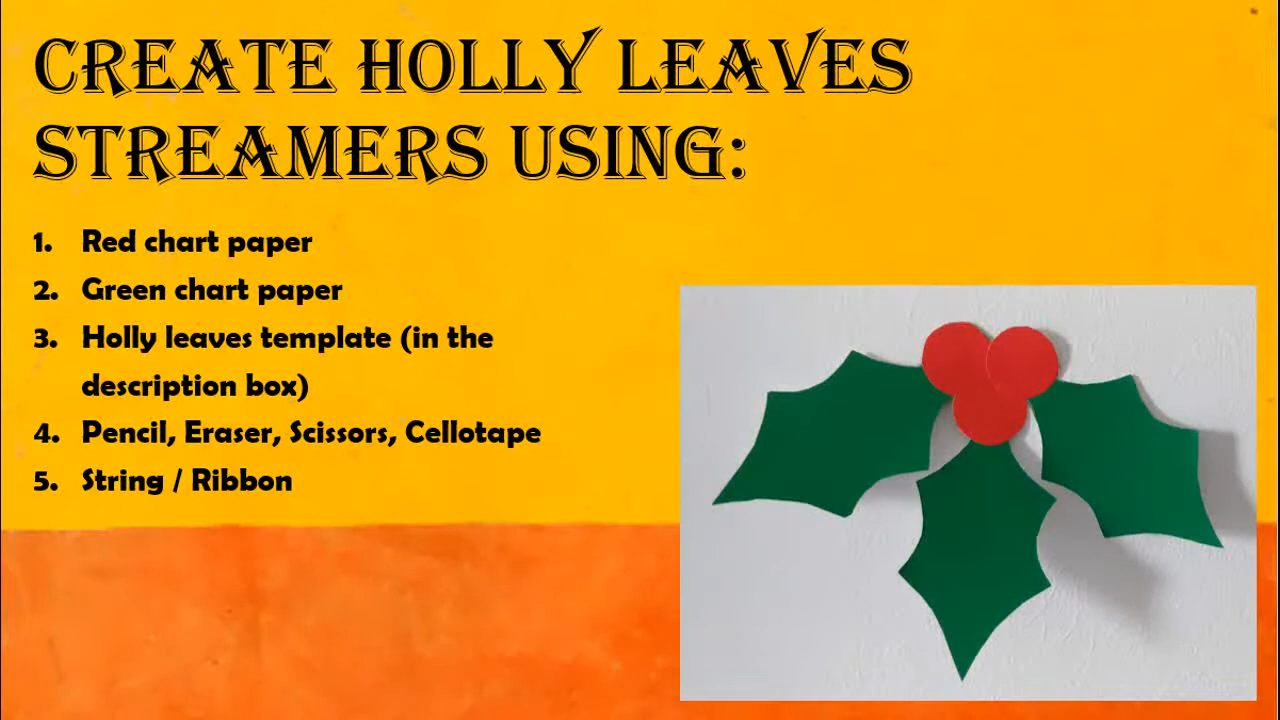 CREATE HOLLY LEAVES
STREAMERS USING:
1. Red chart paper
2. Green chart paper
3. Holly leaves template (in the
description box)
4. Pencil, Eraser, Scissors, Cellotape
5. String / Ribbon